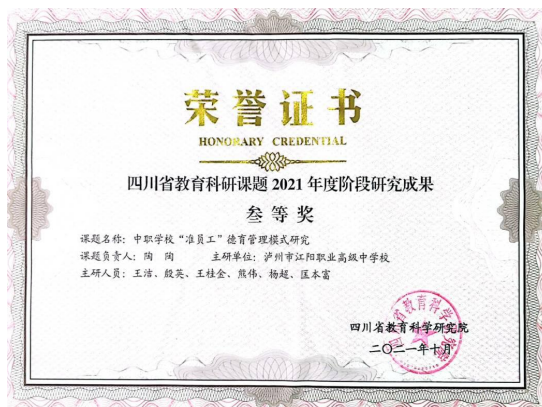 荣誉证书
HONORARY CREDENTIAL
四川省教育科研课题 2021 年度阶段研究成果
叁等奖
课题名称：中职学校“准员工”德育管理模式研究
课题负责人：陶 陶 主研单位：泸州市江阳职业高级中学校
主研人员：王洁、殷英、王桂金、熊伟、杨超、匡本富
四川省教育科学研究院
二〇二一年十月